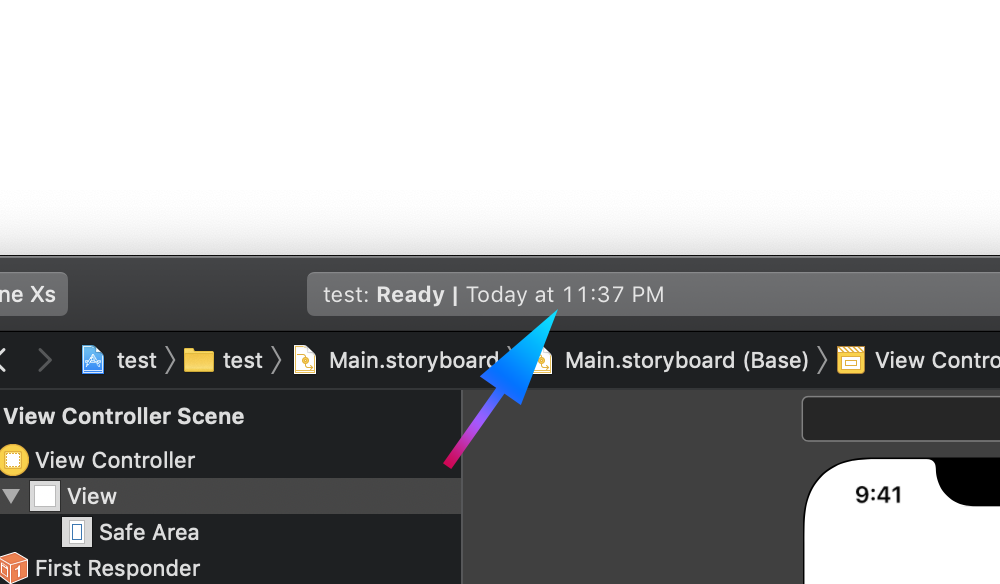 ne Xs
test: Ready | Today at 11:37 PM
test test Main.storyboard Main.storyboard (Base) View Contro
View Controller Scene
View Controller
View
Safe Area
First Responder
9:41